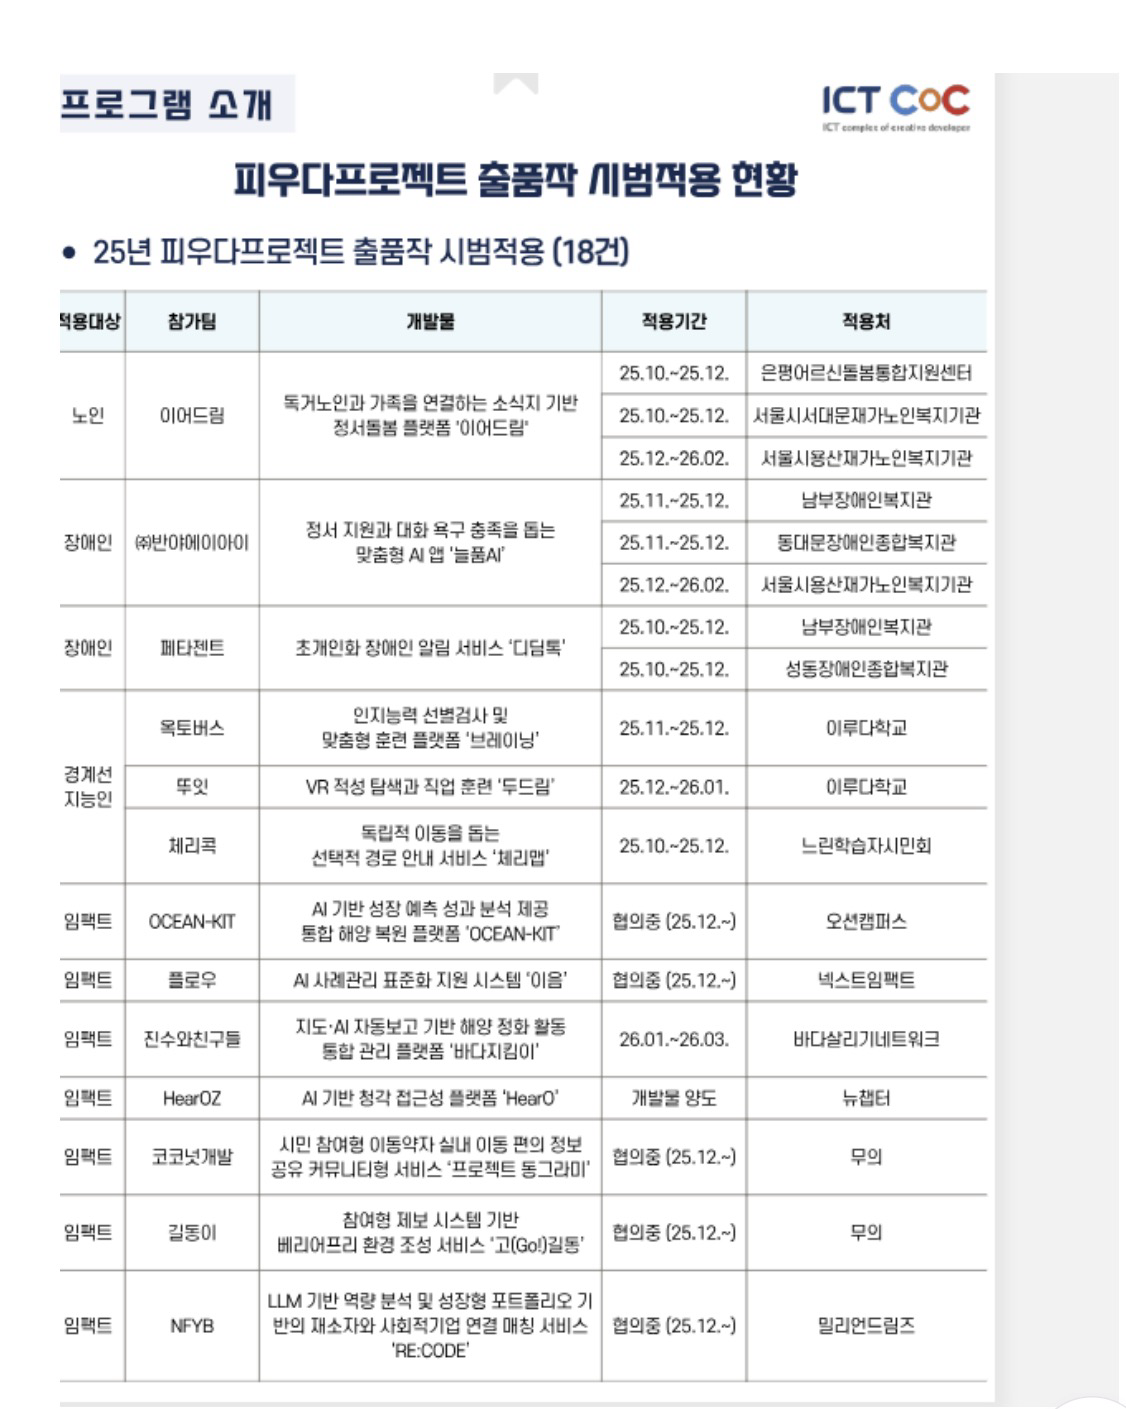 프로그램 소개
ICT CoC
ICT complex of creative developer
피우다프로젝트 출품작 시범적용 현황
• 25년 피우다프로젝트 출품작 시범적용 (18건)
적용대상 참가팀 개발물 적용기간 적용처
노인 이어드림
독거노인과 가족을 연결하는 소식지 기반
정서돌봄 플랫폼 '이어드림'
25.10.~25.12. 은평어르신돌봄통합지원센터
25.10.~25.12. 서울시서대문재가노인복지기관
25.12.~26.02. 서울시용산재가노인복지기관
장애인 ㈜반야에이아이
정서 지원과 대화 욕구 충족을 돕는
맞춤형 AI 앱 '늘품AI'
25.11.~25.12. 남부장애인복지관
25.11.~25.12. 동대문장애인종합복지관
25.12.~26.02. 서울시용산재가노인복지기관
장애인 페타젠트 초개인화 장애인 알림 서비스 '디딤톡'
25.10.~25.12. 남부장애인복지관
25.10.~25.12. 성동장애인종합복지관
경계선
지능인
옥토버스
인지능력 선별검사 및
맞춤형 훈련 플랫폼 '브레이닝'
25.11.~25.12. 이루다학교
뚜잇 VR 적성 탐색과 직업 훈련 '두드림' 25.12.~26.01. 이루다학교
체리콕
독립적 이동을 돕는
선택적 경로 안내 서비스 '체리맵'
25.10.~25.12. 느린학습자시민회
임팩트 OCEAN-KIT
AI 기반 성장 예측 성과 분석 제공
통합 해양 복원 플랫폼 'OCEAN-KIT'
협의중 (25.12.~) 오션캠퍼스
임팩트 플로우 AI 사례관리 표준화 지원 시스템 '이음' 협의중 (25.12.~) 넥스트임팩트
임팩트 진수와친구들
지도·AI 자동보고 기반 해양 정화 활동
통합 관리 플랫폼 '바다지킴이'
26.01.~26.03. 바다살리기네트워크
임팩트 HearOZ AI 기반 청각 접근성 플랫폼 'HearO' 개발물 양도 뉴챕터
임팩트 코코넛개발
시민 참여형 이동약자 실내 이동 편의 정보
공유 커뮤니티형 서비스 '프로젝트 동그라미'
협의중 (25.12.~) 무의
임팩트 길동이
참여형 제보 시스템 기반
베리어프리 환경 조성 서비스 '고(Go!)길동'
협의중 (25.12.~) 무의
임팩트 NFYB
LLM 기반 역량 분석 및 성장형 포트폴리오 기
반의 재소자와 사회적기업 연결 매칭 서비스
'RE:CODE'
협의중 (25.12.~) 밀리언드림즈